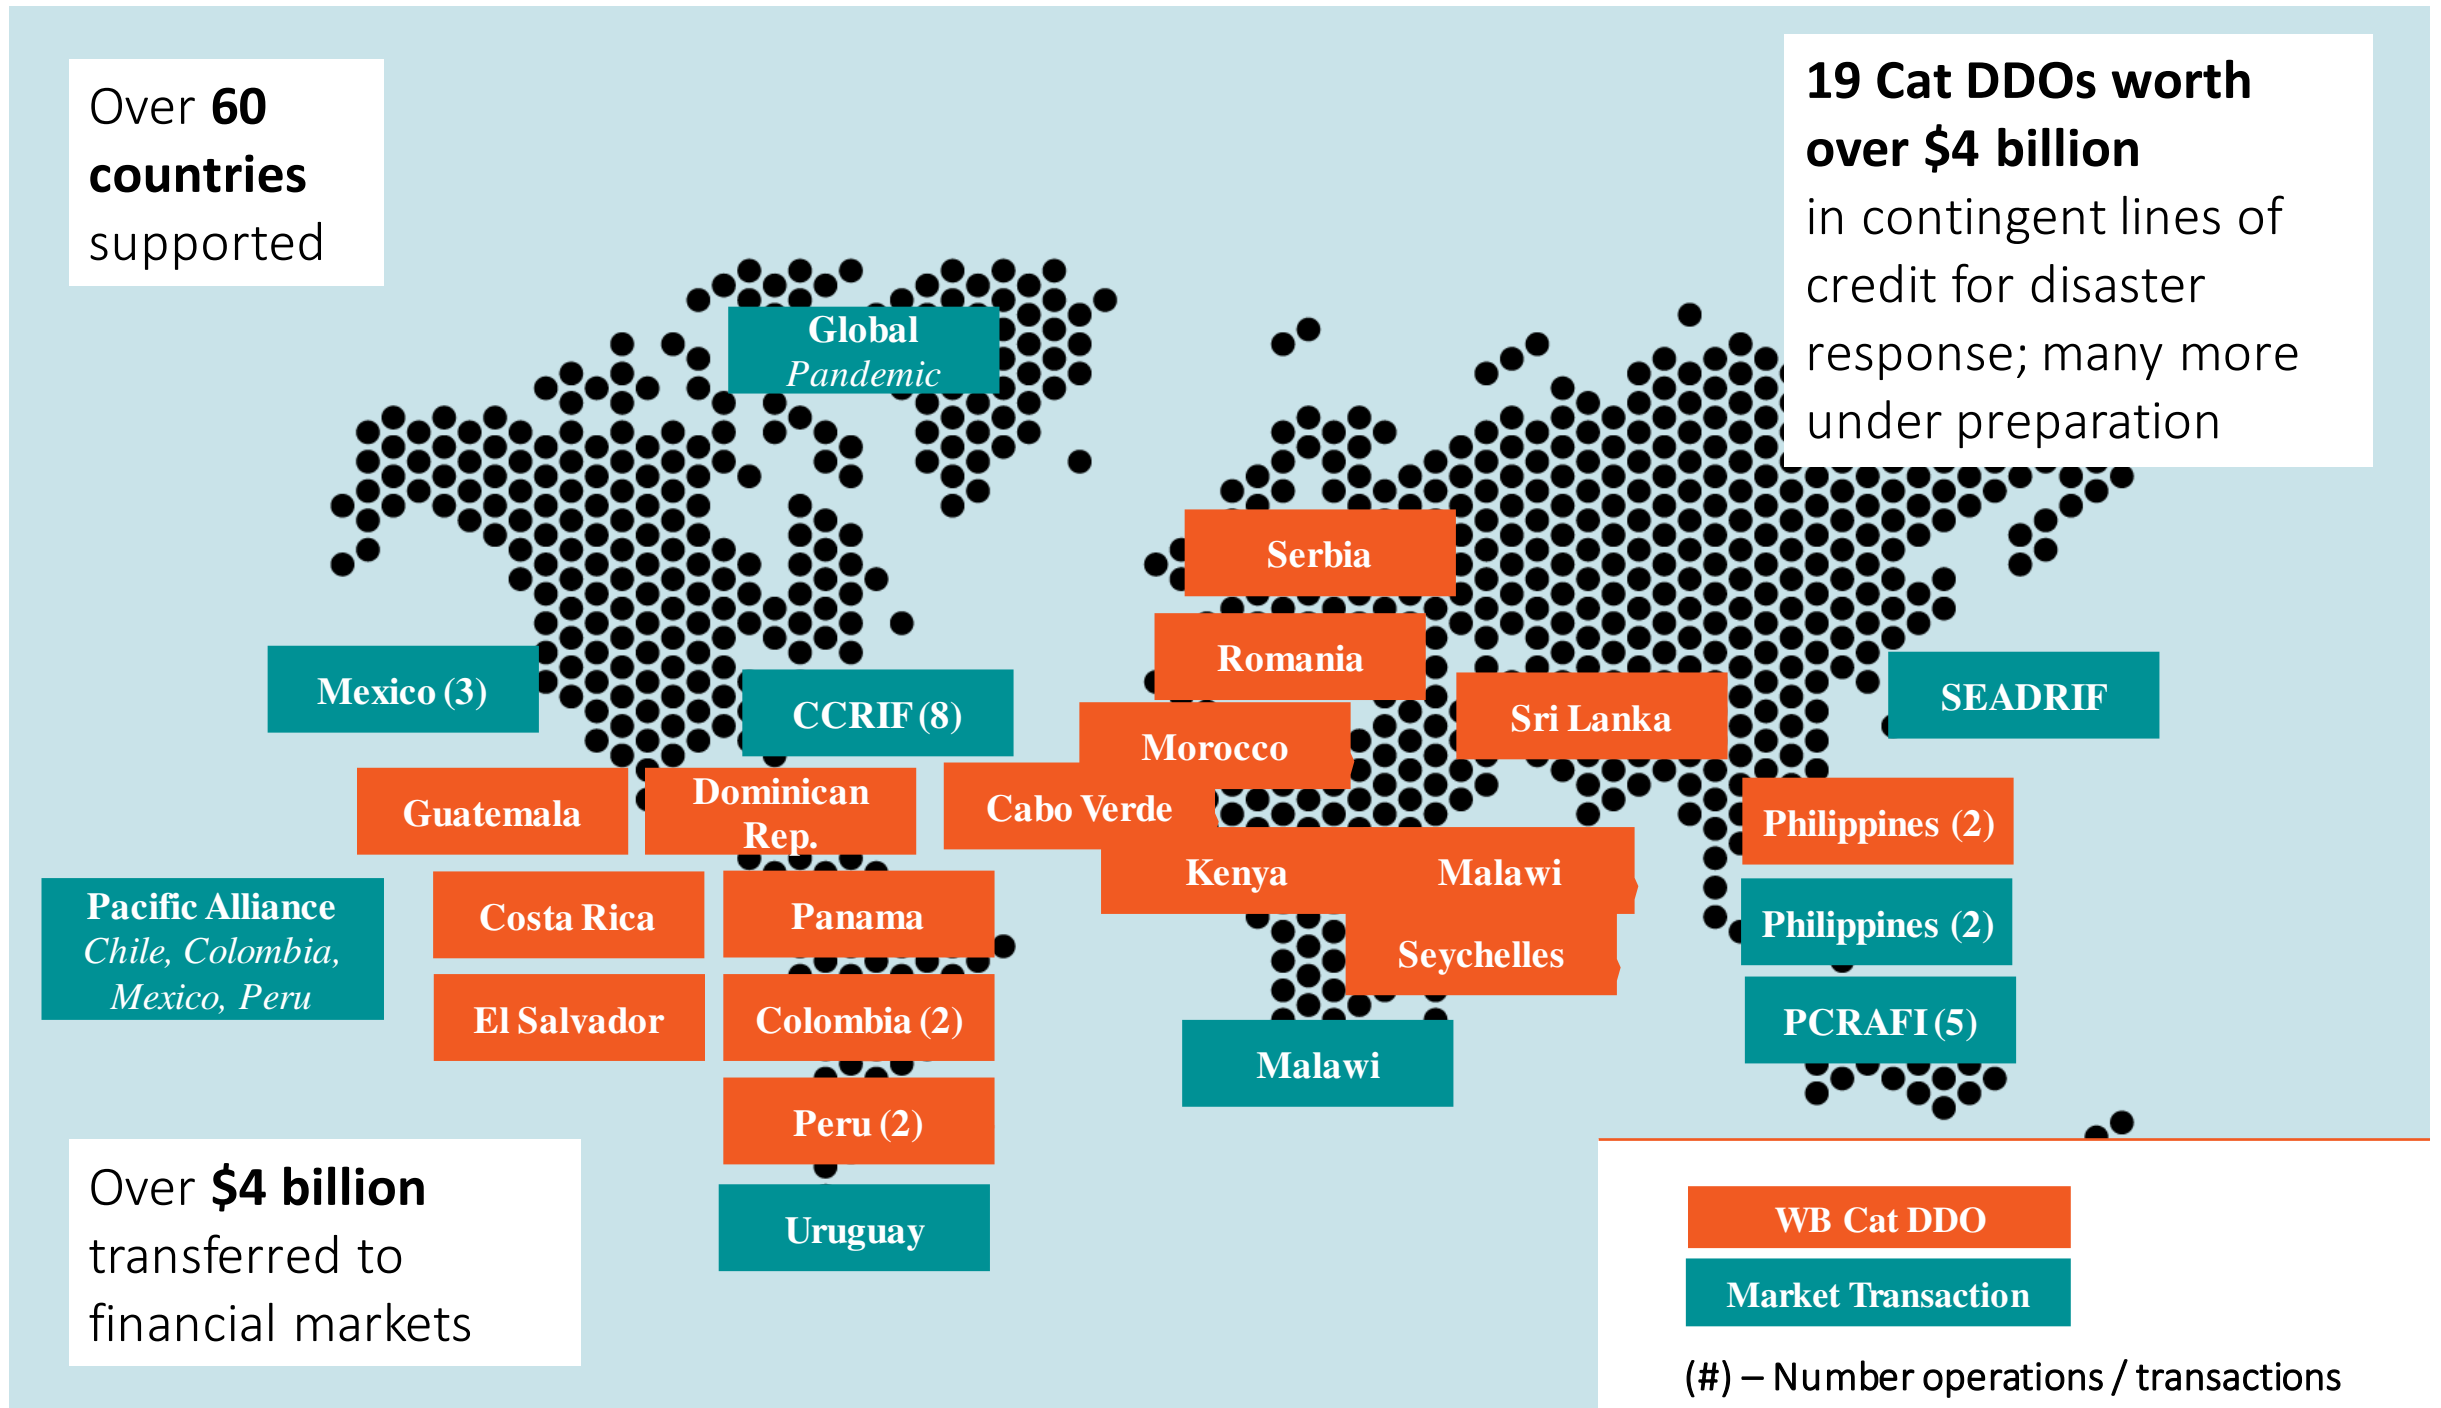 Over 60
countries
supported
19 Cat DDOs worth
over $4 billion
in contingent lines of
credit for disaster
response; many more
under preparation
Global
Pandemic
Serbia
Romania
Mexico (3)
CCRIF (8)
Morocco
Sri Lanka
SEADRIF
Guatemala
Dominican
Rep.
Cabo Verde
Philippines (2)
Kenya
Malawi
Pacific Alliance
Chile, Colombia,
Mexico, Peru
Costa Rica
Panama
Philippines (2)
Seychelles
El Salvador
Colombia (2)
PCRAFI (5)
Malawi
Peru (2)
Uruguay
Over $4 billion
transferred to
financial markets
WB Cat DDO
Market Transaction
(#) – Number operations / transactions